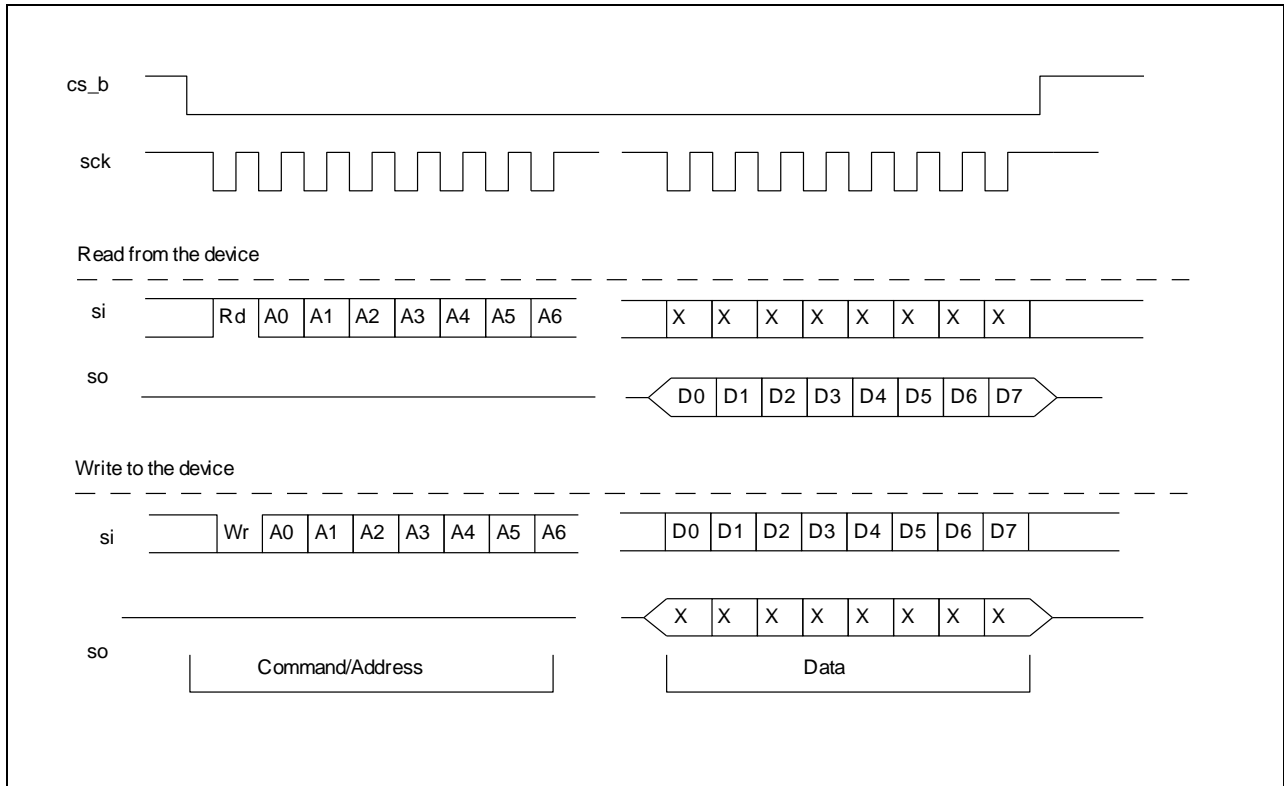 cs_b
sck
Read from the device
si Rd A0 A1 A2 A3 A4 A5 A6 X X X X X X X X
so D0 D1 D2 D3 D4 D5 D6 D7
Write to the device
si Wr A0 A1 A2 A3 A4 A5 A6 D0 D1 D2 D3 D4 D5 D6 D7
X X X X X X X X
so
Command/Address Data